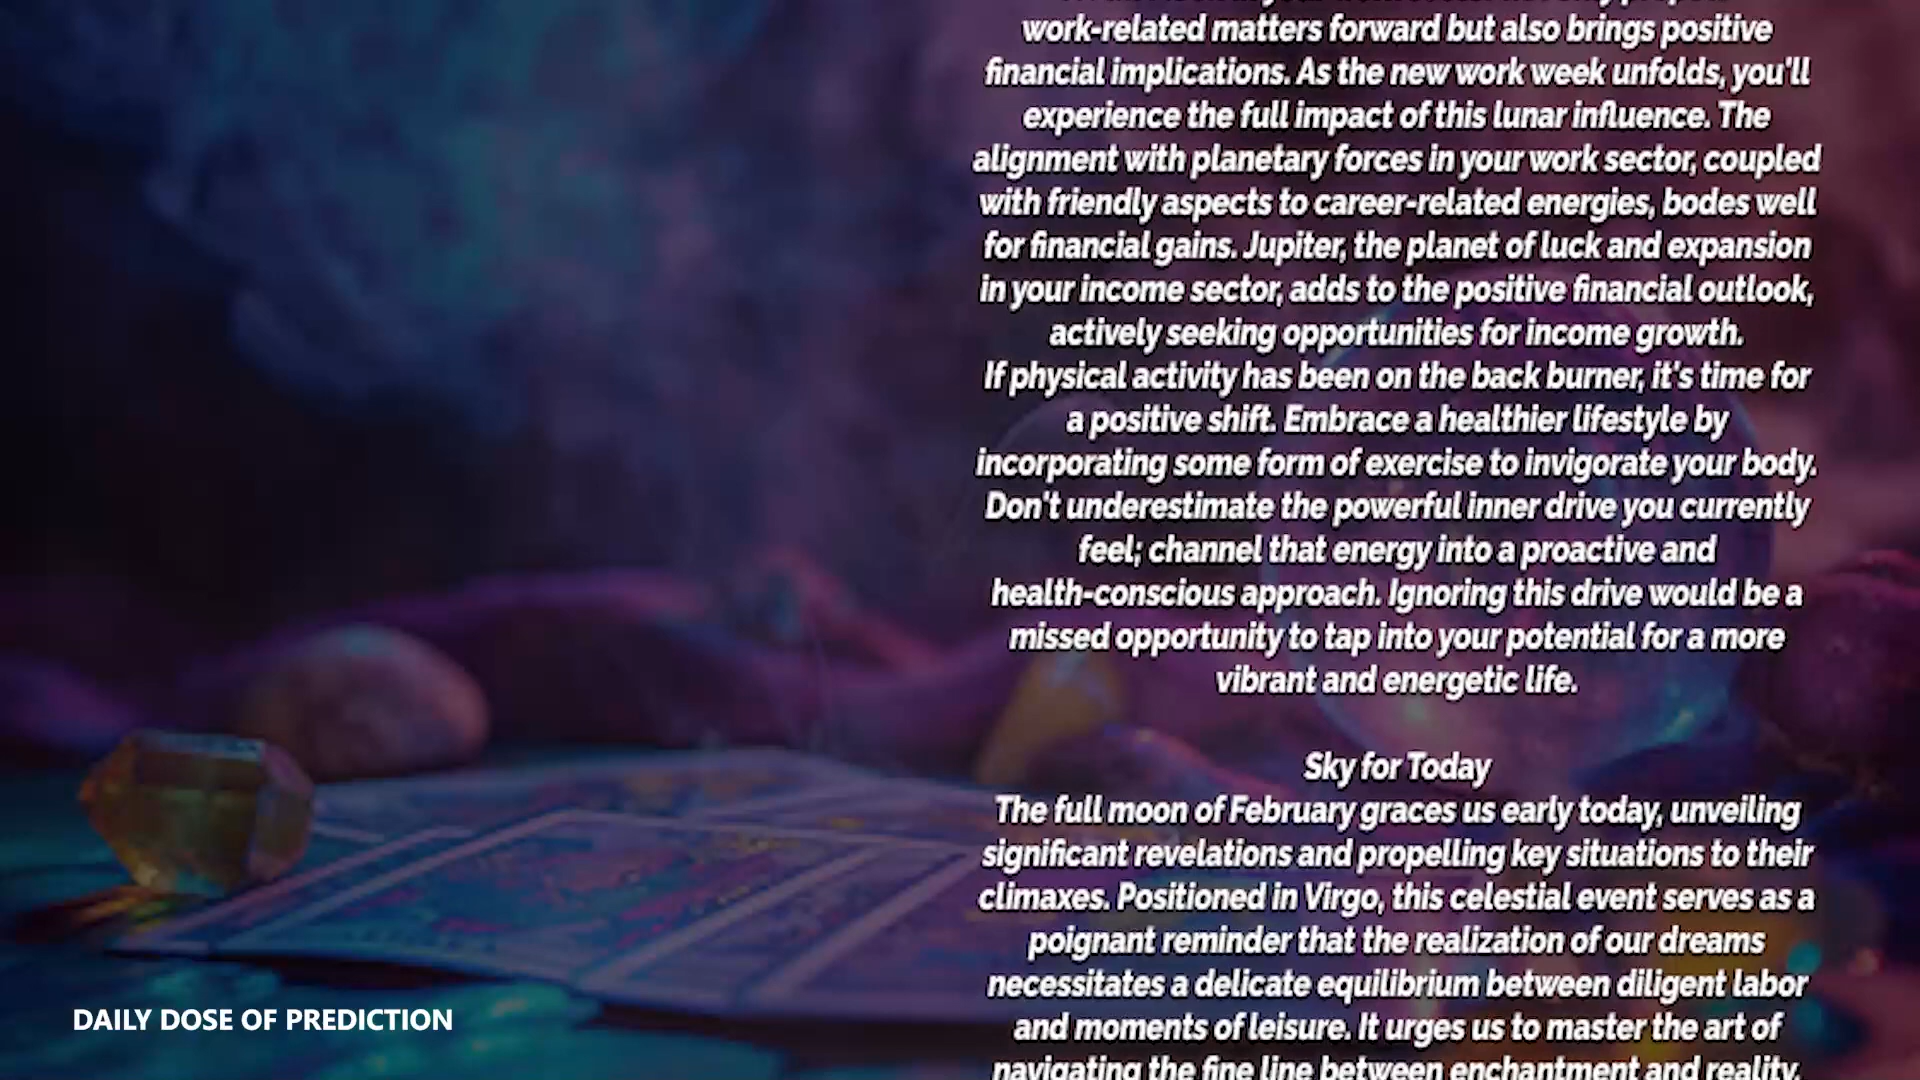 work-related matters forward but also brings positive
financial implications. As the new work week unfolds, you'll
experience the full impact of this lunar influence. The
alignment with planetary forces in your work sector, coupled
with friendly aspects to career-related energies, bodes well
for financial gains. Jupiter, the planet of luck and expansion
in your income sector, adds to the positive financial outlook,
actively seeking opportunities for income growth.
If physical activity has been on the back burner, it's time for
a positive shift. Embrace a healthier lifestyle by
incorporating some form of exercise to invigorate your body.
Don't underestimate the powerful inner drive you currently
feel; channel that energy into a proactive and
health-conscious approach. Ignoring this drive would be a
missed opportunity to tap into your potential for a more
vibrant and energetic life.
Sky for Today
The full moon of February graces us early today, unveiling
significant revelations and propelling key situations to their
climaxes. Positioned in Virgo, this celestial event serves as a
poignant reminder that the realization of our dreams
necessitates a delicate equilibrium between diligent labor
and moments of leisure. It urges us to master the art of
navigating the fine line between enchantment and reality.
DAILY DOSE OF PREDICTION